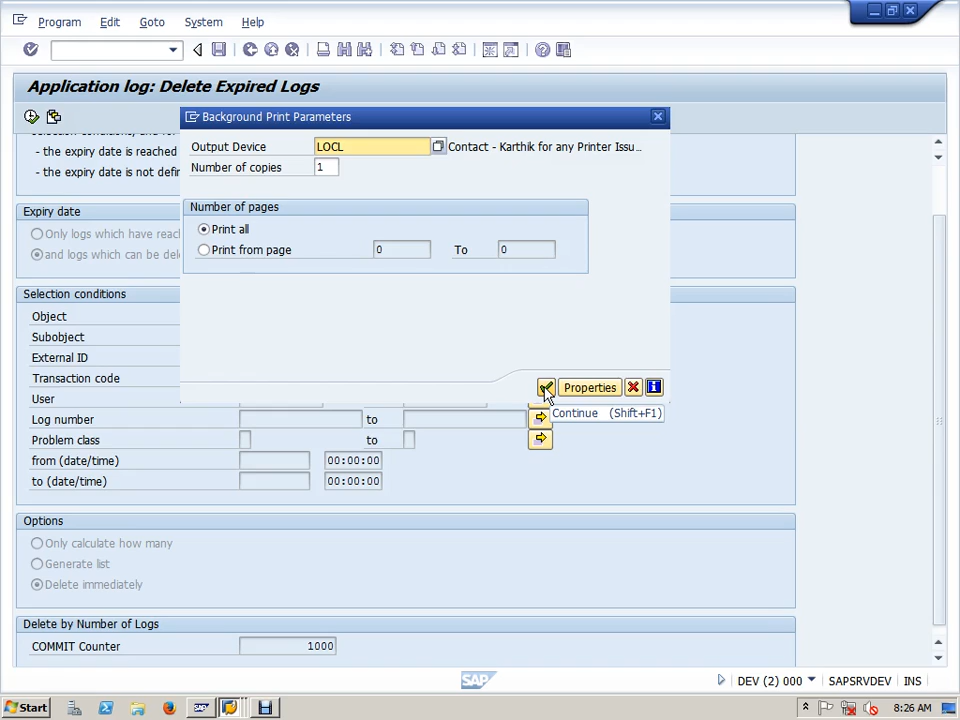 Program Edit Goto System Help
Application log: Delete Expired Logs
Background Print Parameters
Output Device LOCL Contact - Karthik for any Printer Issu...
Number of copies 1
- the expiry date is reached
- the expiry date is not defin
Number of pages
Print all
Print from page 0 To 0
Expiry date
Only logs which have reac
and logs which can be del
Selection conditions
Object
Subobject
External ID
Transaction code
Properties
User
Continue (Shift+F1)
Log number to
Problem class to
from (date/time) 00:00:00
to (date/time) 00:00:00
Options
Only calculate how many
Generate list
Delete immediately
Delete by Number of Logs
COMMIT Counter 1000
SAP
DEV (2) 000 SAPSRVDEV INS
Start 8:26 AM